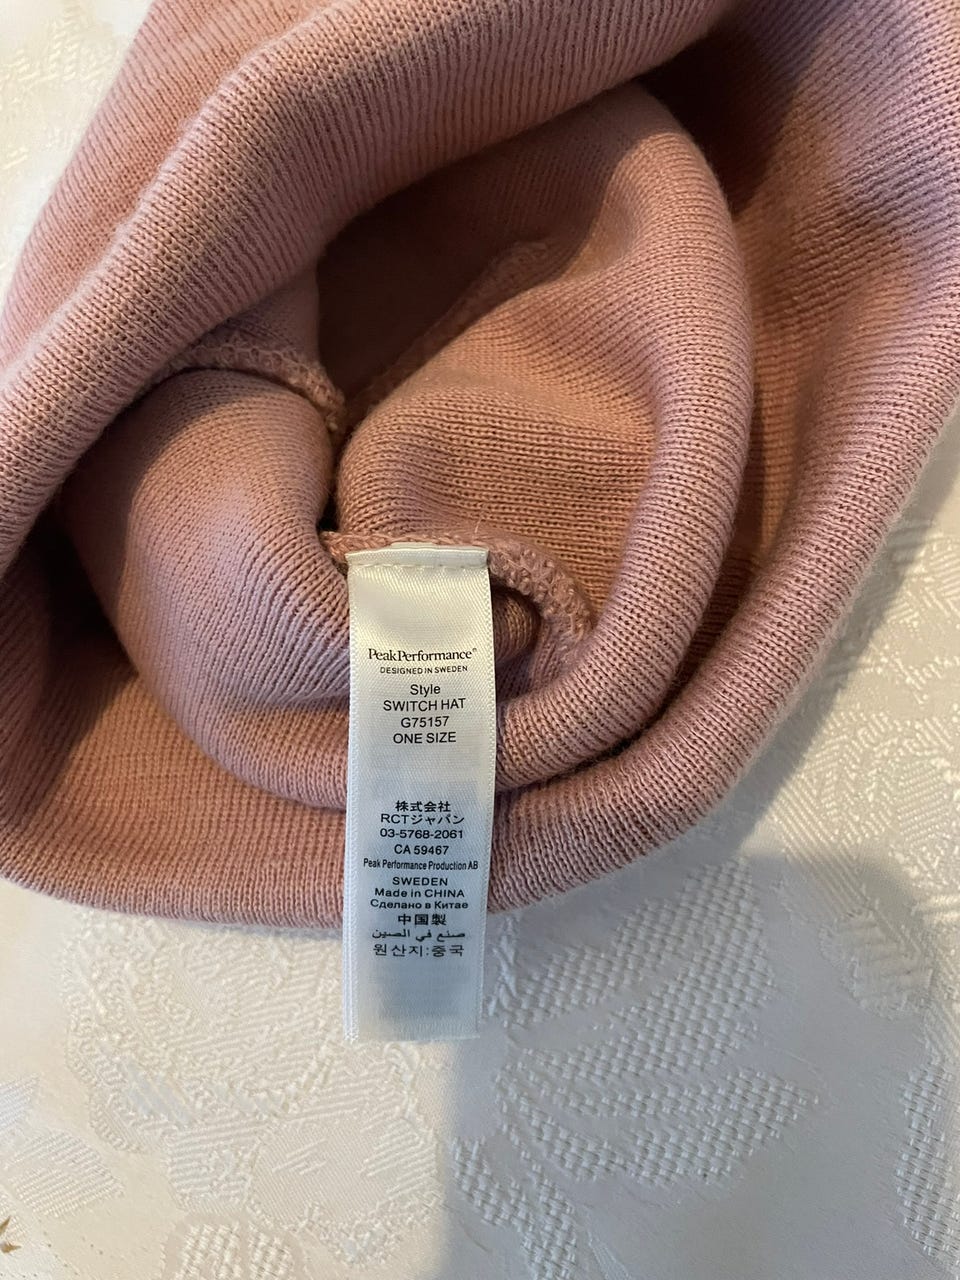 PeakPerformance®
DESIGNED IN SWEDEN
Style
SWITCH HAT
G75157
ONE SIZE
株式会社
RCTジャパン
03-5768-2061
CA 59467
Peak Performance Production AB
SWEDEN
Made in CHINA
Сделано в Китае
中国製
صنع في الصين
원산지:중국